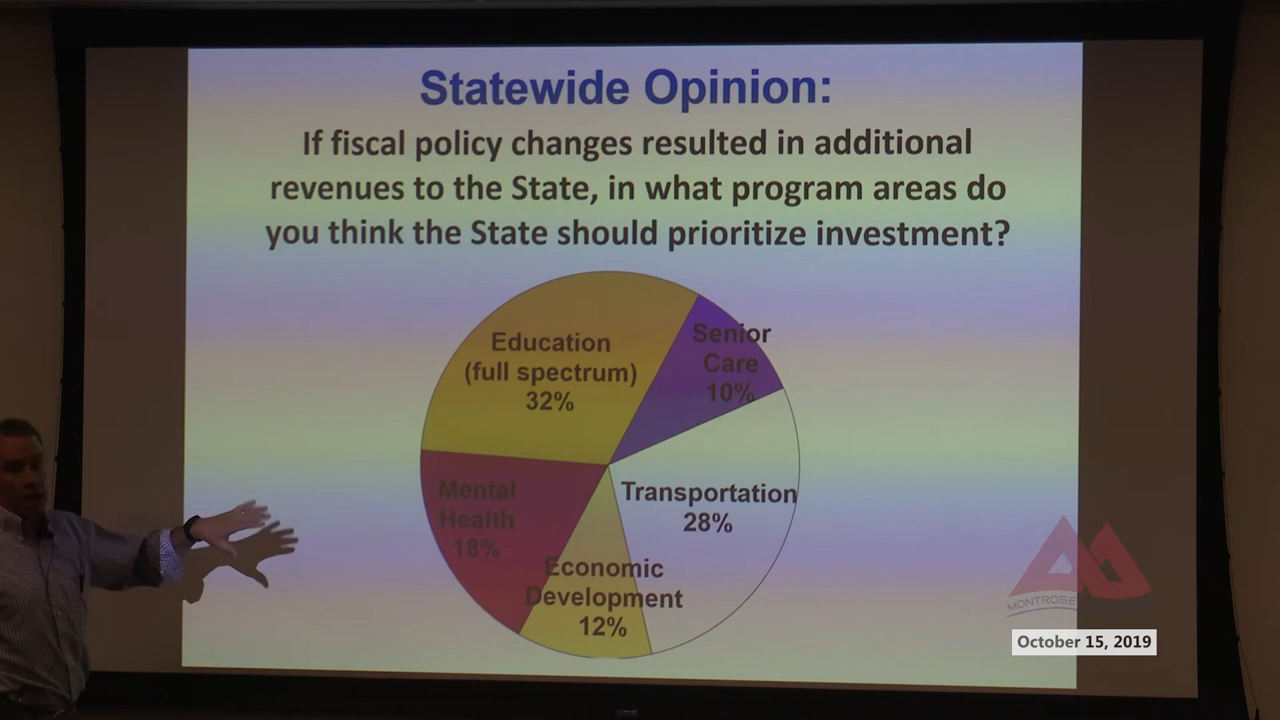 Statewide Opinion:
If fiscal policy changes resulted in additional
revenues to the State, in what program areas do
you think the State should prioritize investment?
Education
(full spectrum)
32%
Senior
Care
10%
Transportation
28%
Mental
Health
18%
Economic
Development
12%
MONTROSE
October 15, 2019